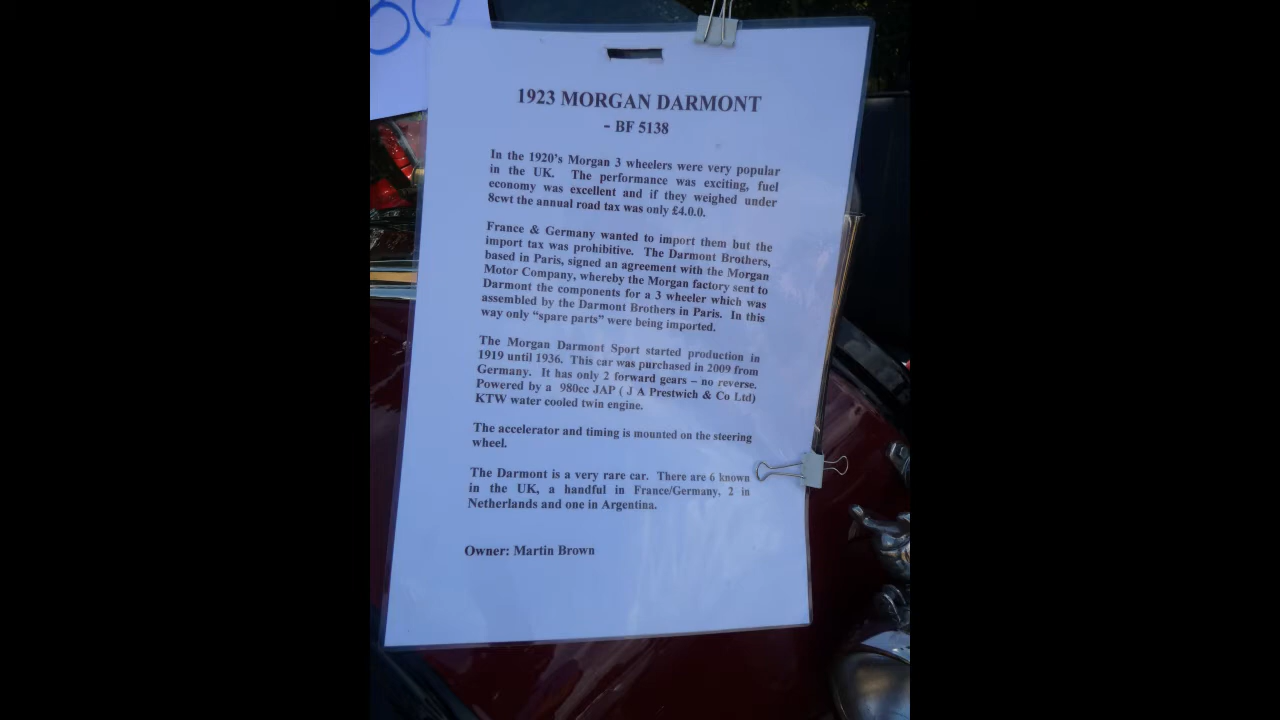 1923 MORGAN DARMONT
- BF 5138
In the 1920's Morgan 3 wheelers were very popular
in the UK. The performance was exciting, fuel
economy was excellent and if they weighed under
8cwt the annual road tax was only £4.0.0.
France & Germany wanted to import them but the
import tax was prohibitive. The Darmont Brothers,
based in Paris, signed an agreement with the Morgan
Motor Company, whereby the Morgan factory sent to
Darmont the components for a 3 wheeler which was
assembled by the Darmont Brothers in Paris. In this
way only "spare parts" were being imported.
The Morgan Darmont Sport started production in
1919 until 1936. This car was purchased in 2009 from
Germany. It has only 2 forward gears – no reverse.
Powered by a 980cc JAP ( J A Prestwich & Co Ltd)
KTW water cooled twin engine.
The accelerator and timing is mounted on the steering
wheel.
The Darmont is a very rare car. There are 6 known
in the UK, a handful in France/Germany, 2 in
Netherlands and one in Argentina.
Owner: Martin Brown